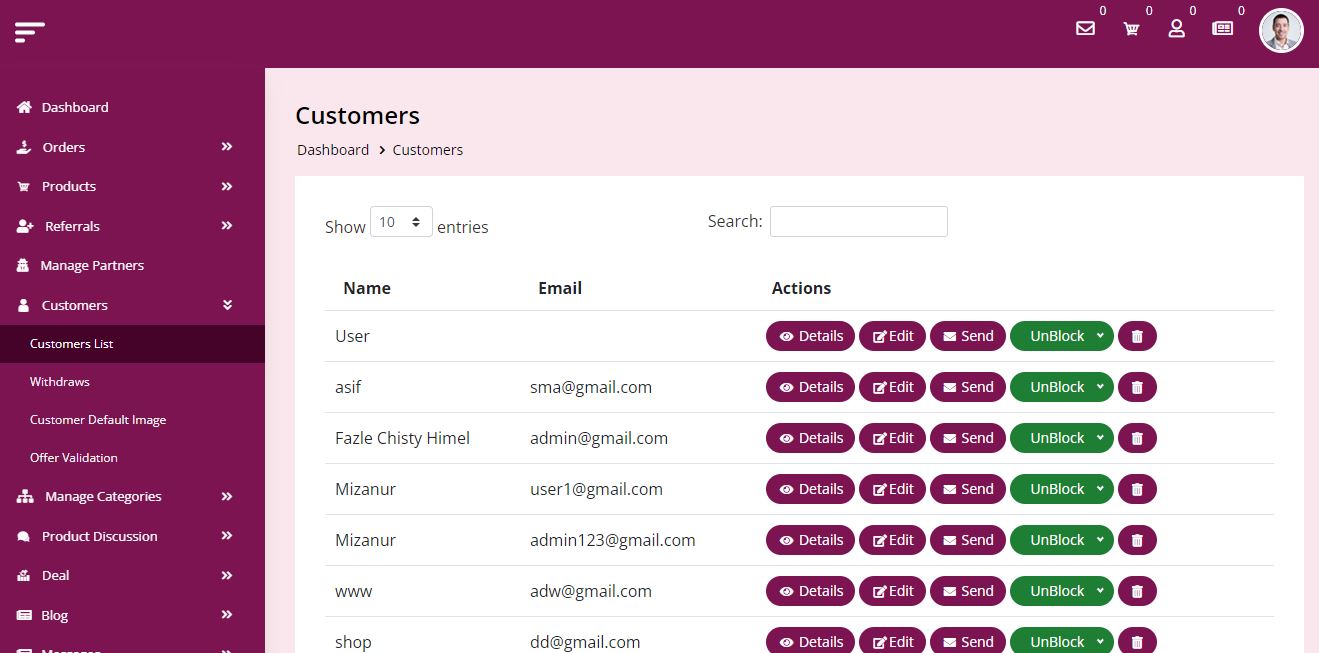 0 0 0 0
Dashboard
Orders
Products
Referrals
Manage Partners
Customers
Customers List
Withdraws
Customer Default Image
Offer Validation
Manage Categories
Product Discussion
Deal
Blog
Messages
Customers
Dashboard Customers
Show 10 entries Search:
Name Email Actions
User Details Edit Send UnBlock
asif sma@gmail.com Details Edit Send UnBlock
Fazle Chisty Himel admin@gmail.com Details Edit Send UnBlock
Mizanur user1@gmail.com Details Edit Send UnBlock
Mizanur admin123@gmail.com Details Edit Send UnBlock
www adw@gmail.com Details Edit Send UnBlock
shop dd@gmail.com Details Edit Send UnBlock